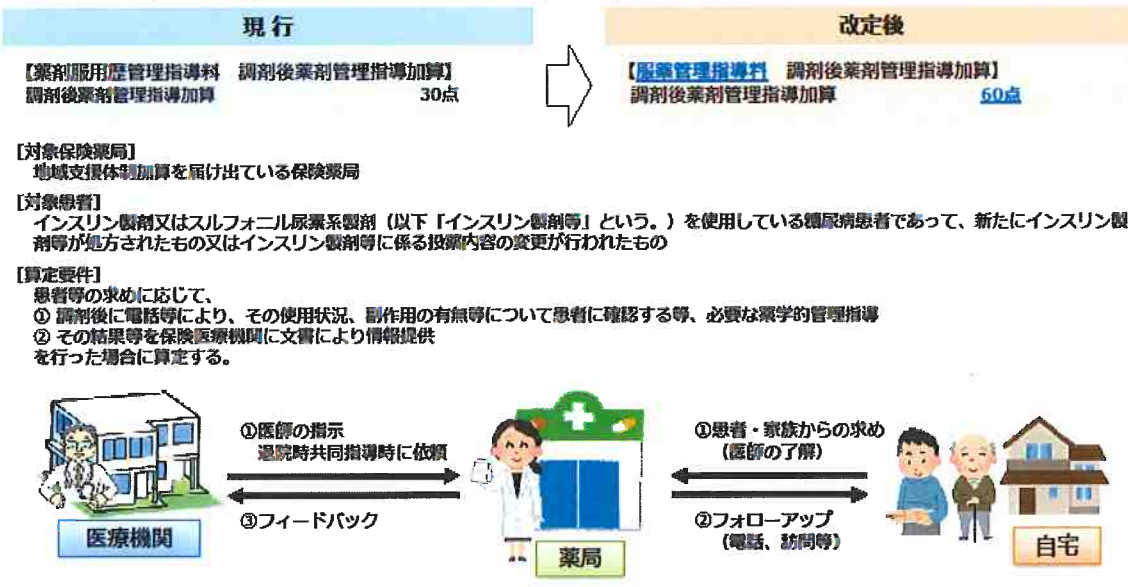 現行
改定後
【薬剤服用歴管理指導料 調剤後薬剤管理指導加算】
調剤後薬剤管理指導加算 30点
【服薬管理指導料 調剤後薬剤管理指導加算】
調剤後薬剤管理指導加算 60点
[対象保険薬局]
地域支援体制加算を届け出ている保険薬局
[対象患者]
インスリン製剤又はスルフォニル尿素系製剤（以下「インスリン製剤等」という。）を使用している糖尿病患者であって、新たにインスリン製
剤等が処方されたもの又はインスリン製剤等に係る投薬内容の変更が行われたもの
[算定要件]
患者等の求めに応じて、
① 調剤後に電話等により、その使用状況、副作用の有無等について患者に確認する等、必要な薬学的管理指導
② その結果等を保険医療機関に文書により情報提供
を行った場合に算定する。
①医師の指示
退院時共同指導時に依頼
③フィードバック
医療機関
薬局
①患者・家族からの求め
（医師の了解）
②フォローアップ
（電話、訪問等）
自宅